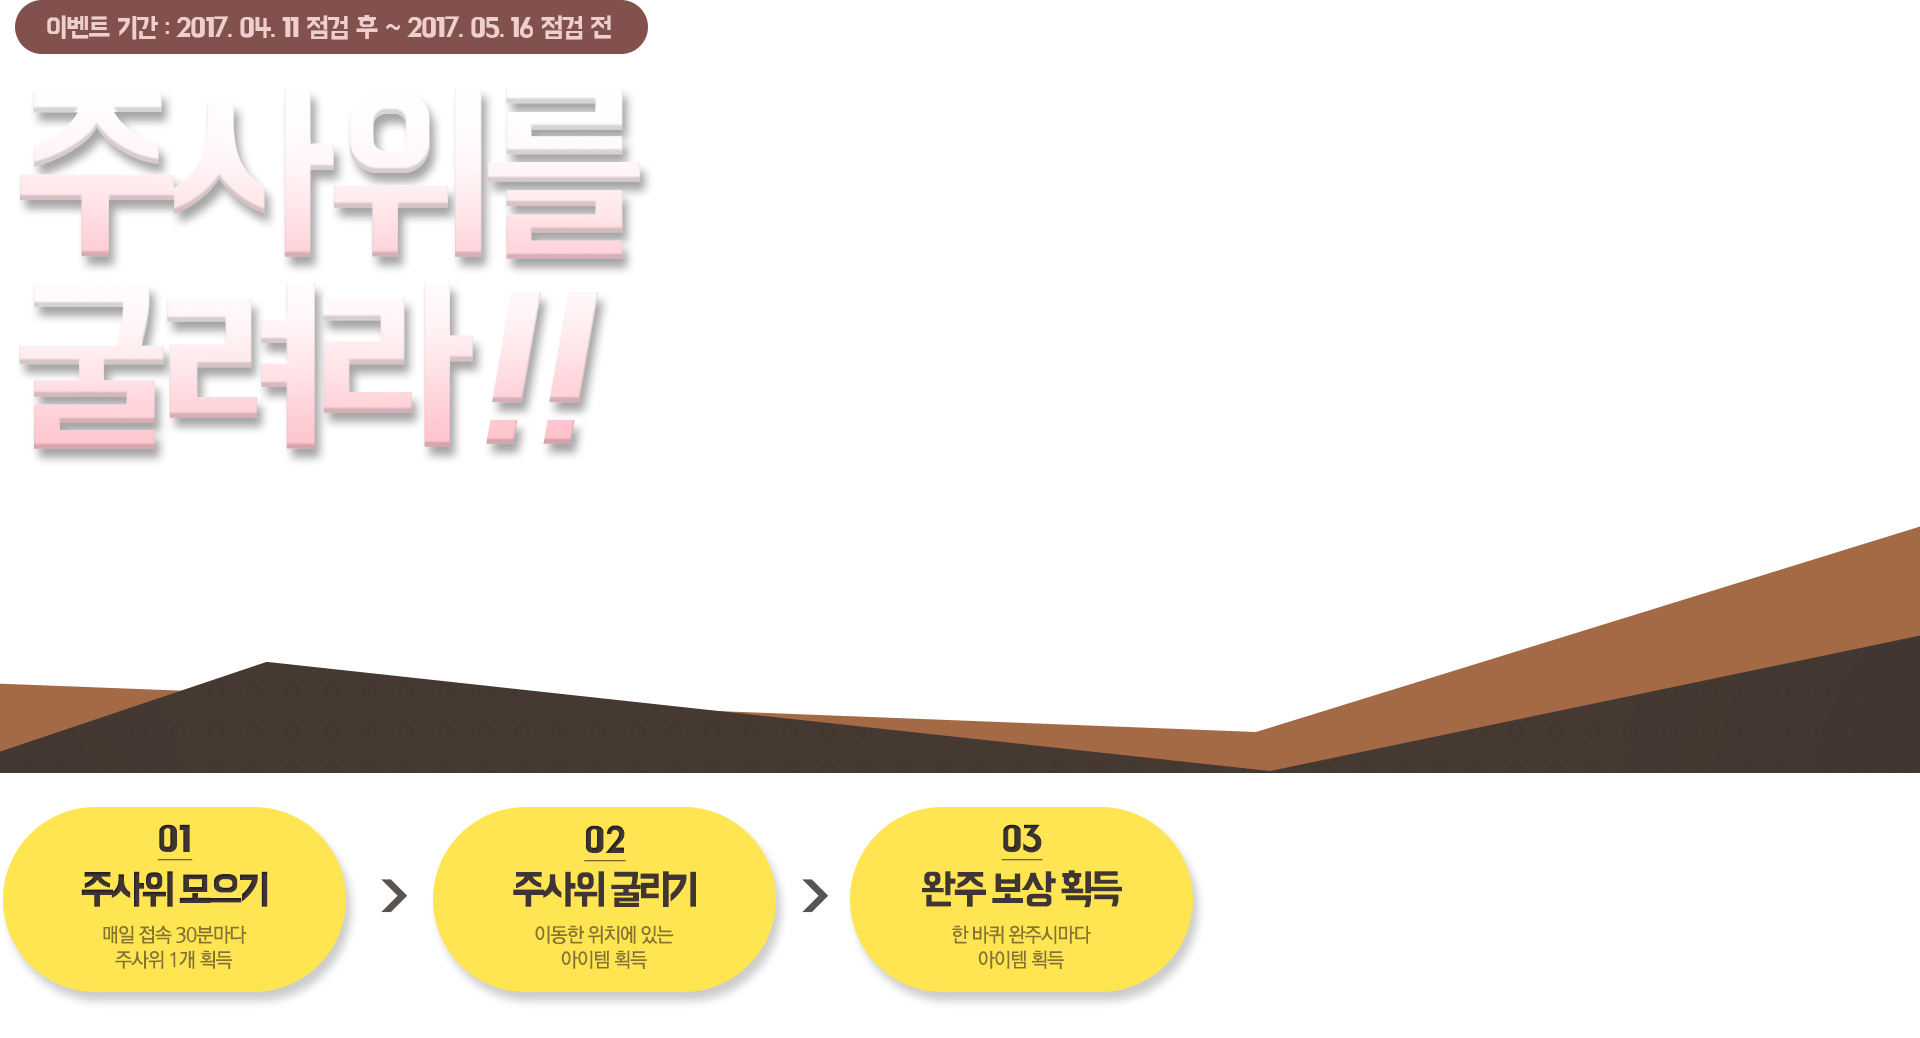 이벤트 기간 : 2017. 04. 11 점검 후 ~ 2017. 05. 16 점검 전
주사위를
굴려라!!
01
주사위 모으기
매일 접속 30분마다
주사위 1개 획득
02
주사위 굴리기
이동한 위치에 있는
아이템 획득
03
완주 보상 획득
한 바퀴 완주시마다
아이템 획득